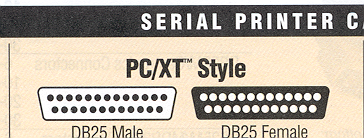 SERIAL PRINTER
PC/XT™ Style
DB25 Male DB25 Female